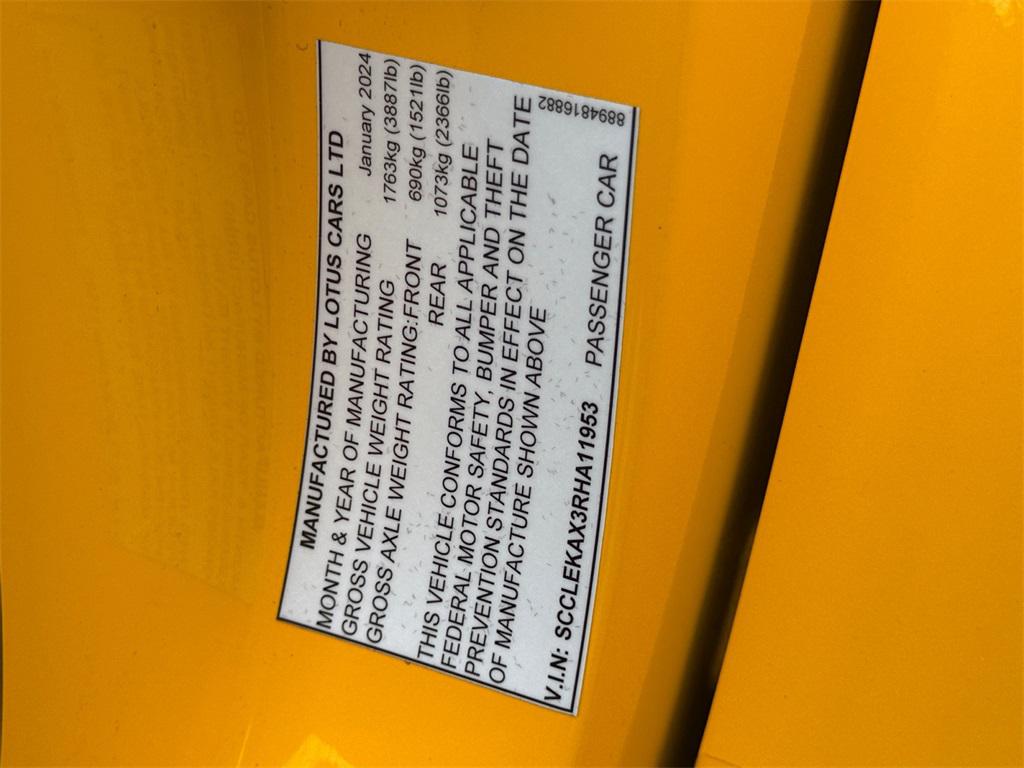 MANUFACTURED BY LOTUS CARS LTD
MONTH & YEAR OF MANUFACTURING January 2024
GROSS VEHICLE WEIGHT RATING 1763kg (3887lb)
GROSS AXLE WEIGHT RATING:FRONT 690kg (1521lb)
REAR 1073kg (2366lb)
THIS VEHICLE CONFORMS TO ALL APPLICABLE
FEDERAL MOTOR SAFETY, BUMPER AND THEFT
PREVENTION STANDARDS IN EFFECT ON THE DATE
OF MANUFACTURE SHOWN ABOVE
V.I.N: SCCLEKAX3RHA11953 PASSENGER CAR
8894816882